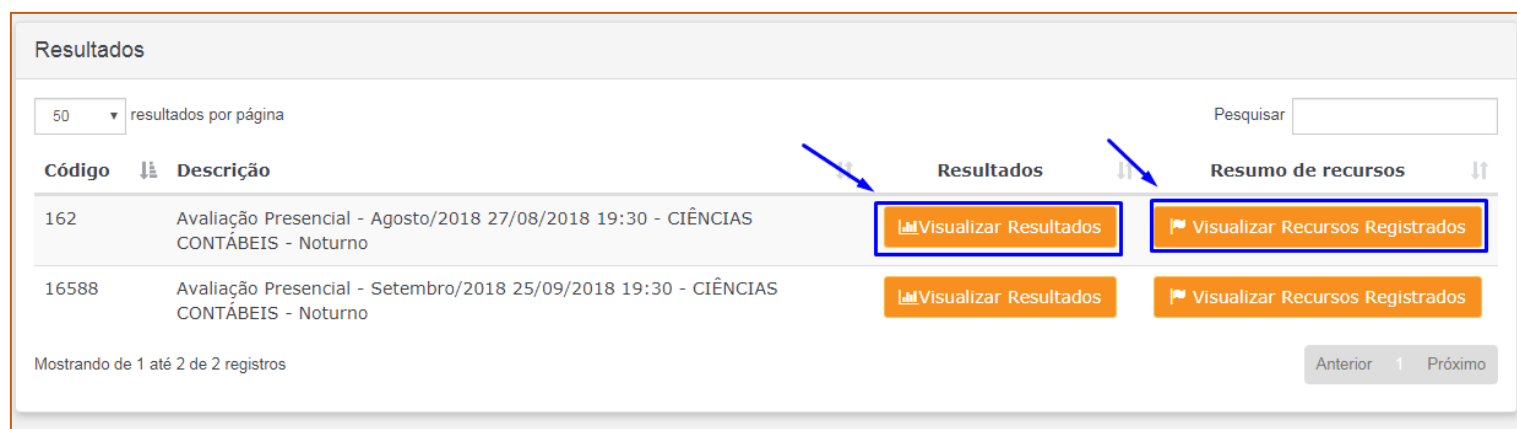 Resultados
50 resultados por página Pesquisar
Código Descrição Resultados Resumo de recursos
162 Avaliação Presencial - Agosto/2018 27/08/2018 19:30 - CIÊNCIAS Visualizar Resultados Visualizar Recursos Registrados
CONTÁBEIS - Noturno
16588 Avaliação Presencial - Setembro/2018 25/09/2018 19:30 - CIÊNCIAS Visualizar Resultados Visualizar Recursos Registrados
CONTÁBEIS - Noturno
Mostrando de 1 até 2 de 2 registros Anterior 1 Próximo